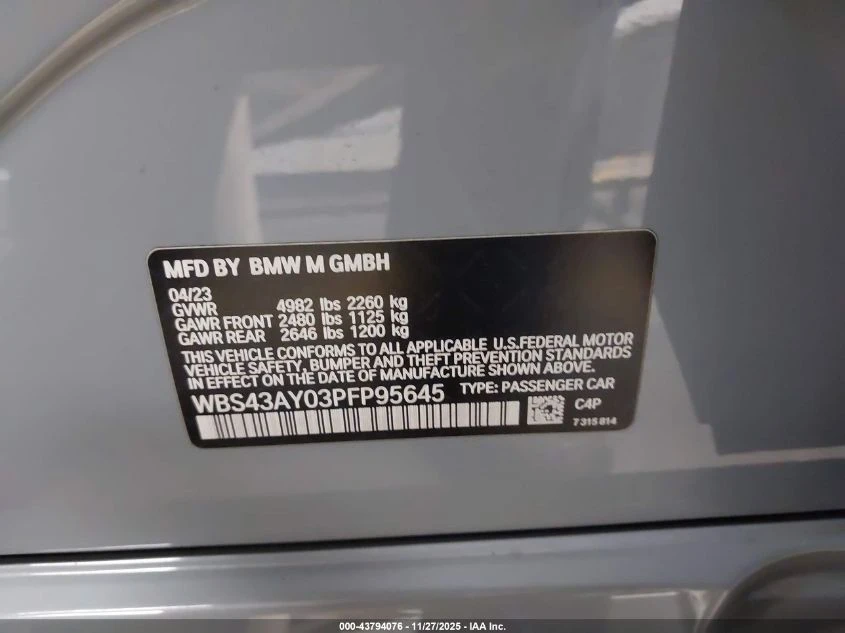 MFD BY BMW M GMBH
04/23
GVWR 4982 lbs 2260 kg
GAWR FRONT 2480 lbs 1125 kg
GAWR REAR 2646 lbs 1200 kg
THIS VEHICLE CONFORMS TO ALL APPLICABLE U.S.FEDERAL MOTOR
VEHICLE SAFETY, BUMPER AND THEFT PREVENTION STANDARDS
IN EFFECT ON THE DATE OF MANUFACTURE SHOWN ABOVE.
WBS43AY03PFP95645 TYPE: PASSENGER CAR
C4P
7315814
000-43794076 - 11/27/2025 - IAA Inc.